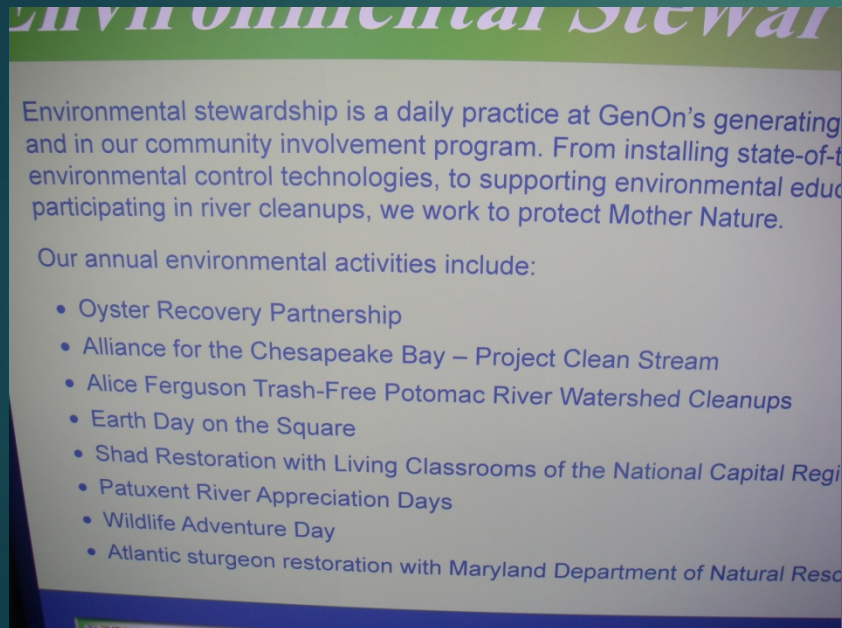 Environmental
Environmental stewardship is a daily practice at GenOn's generating
and in our community involvement program. From installing state-of-t
environmental control technologies, to supporting environmental educ
participating in river cleanups, we work to protect Mother Nature.
Our annual environmental activities include:
• Oyster Recovery Partnership
• Alliance for the Chesapeake Bay – Project Clean Stream
• Alice Ferguson Trash-Free Potomac River Watershed Cleanups
• Earth Day on the Square
• Shad Restoration with Living Classrooms of the National Capital Regi
• Patuxent River Appreciation Days
• Wildlife Adventure Day
• Atlantic sturgeon restoration with Maryland Department of Natural Reso